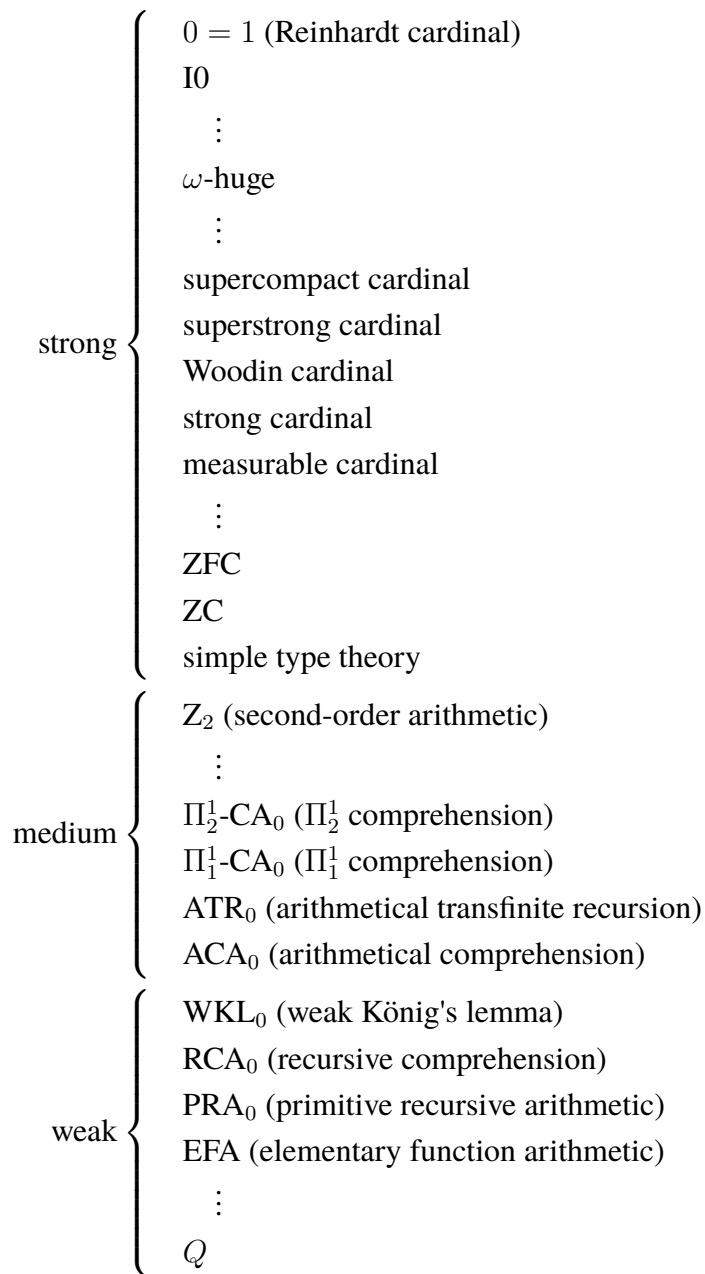 0 = 1 (Reinhardt cardinal)
I0
⋮
ω-huge
⋮
supercompact cardinal
superstrong cardinal
strong
Woodin cardinal
strong cardinal
measurable cardinal
⋮
ZFC
ZC
simple type theory
Z₂ (second-order arithmetic)
⋮
medium
Π¹₂-CA₀ (Π¹₂ comprehension)
Π¹₁-CA₀ (Π¹₁ comprehension)
ATR₀ (arithmetical transfinite recursion)
ACA₀ (arithmetical comprehension)
WKL₀ (weak König's lemma)
RCA₀ (recursive comprehension)
PRA₀ (primitive recursive arithmetic)
weak
EFA (elementary function arithmetic)
⋮
Q